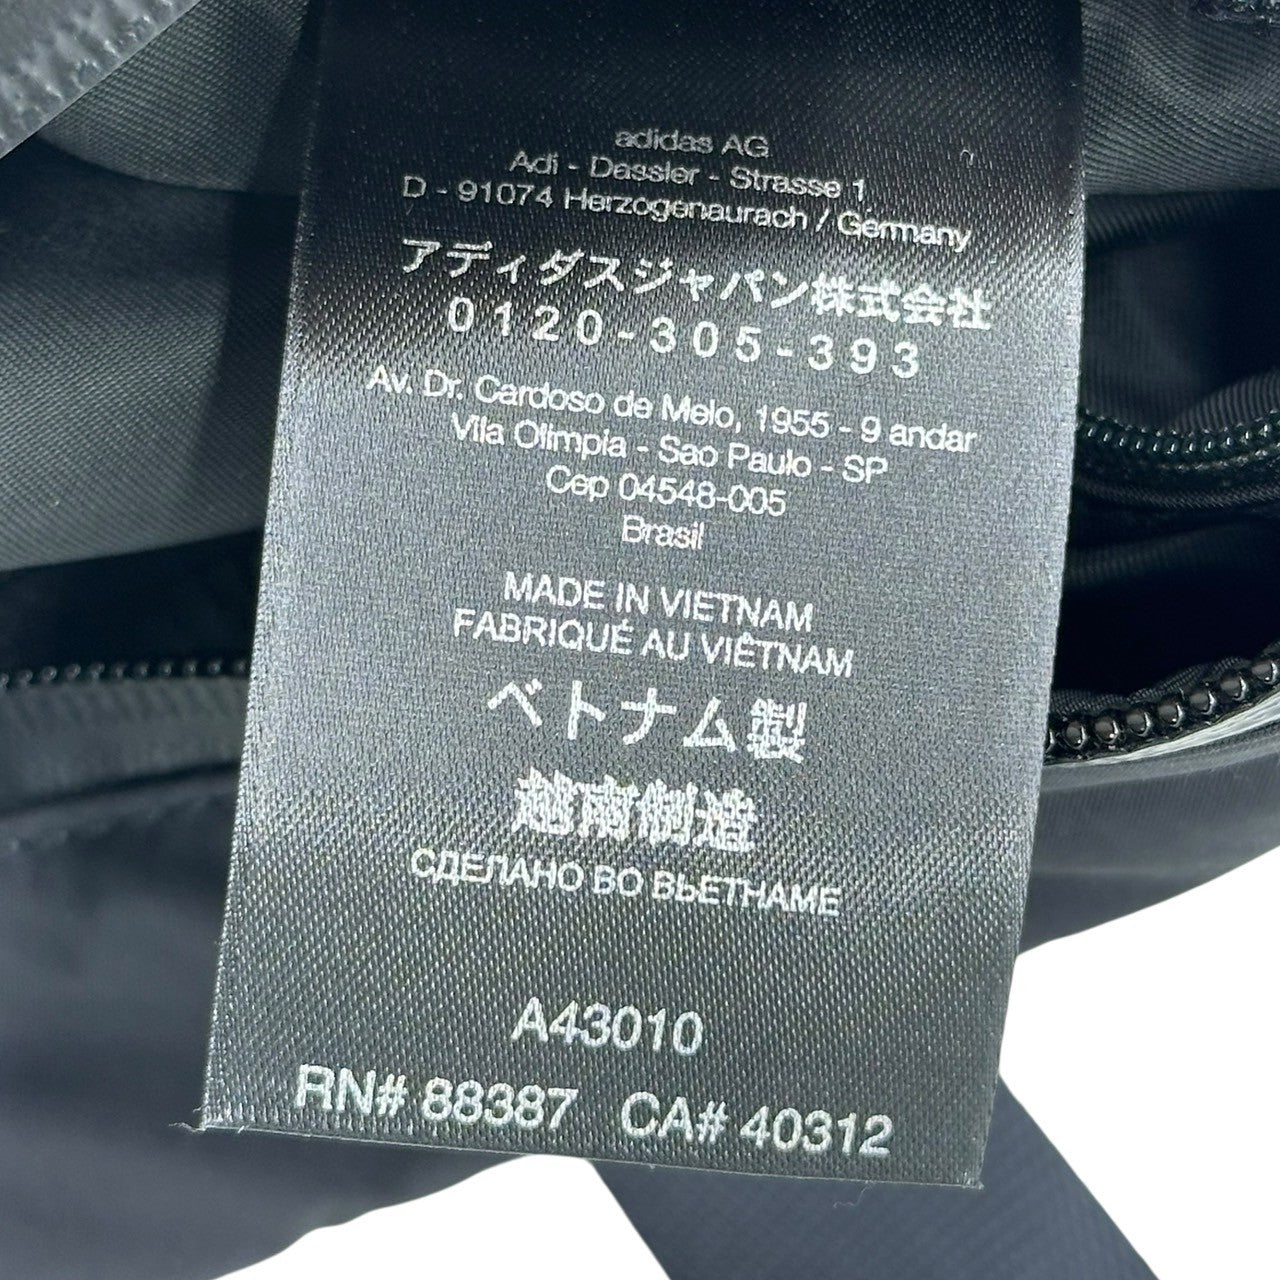 adidas AG
Adi - Dassler - Strasse 1
D - 91074 Herzogenaurach / Germany
アディダスジャパン株式会社
0120-305-393
Av. Dr. Cardoso de Melo, 1955 - 9 andar
Vila Olimpia - Sao Paulo - SP
Cep 04548-005
Brasil
MADE IN VIETNAM
FABRIQUÉ AU VIÊTNAM
ベトナム製
越南制造
СДЕЛАНО ВО ВЬЕТНАМЕ
A43010
RN# 88387 CA# 40312